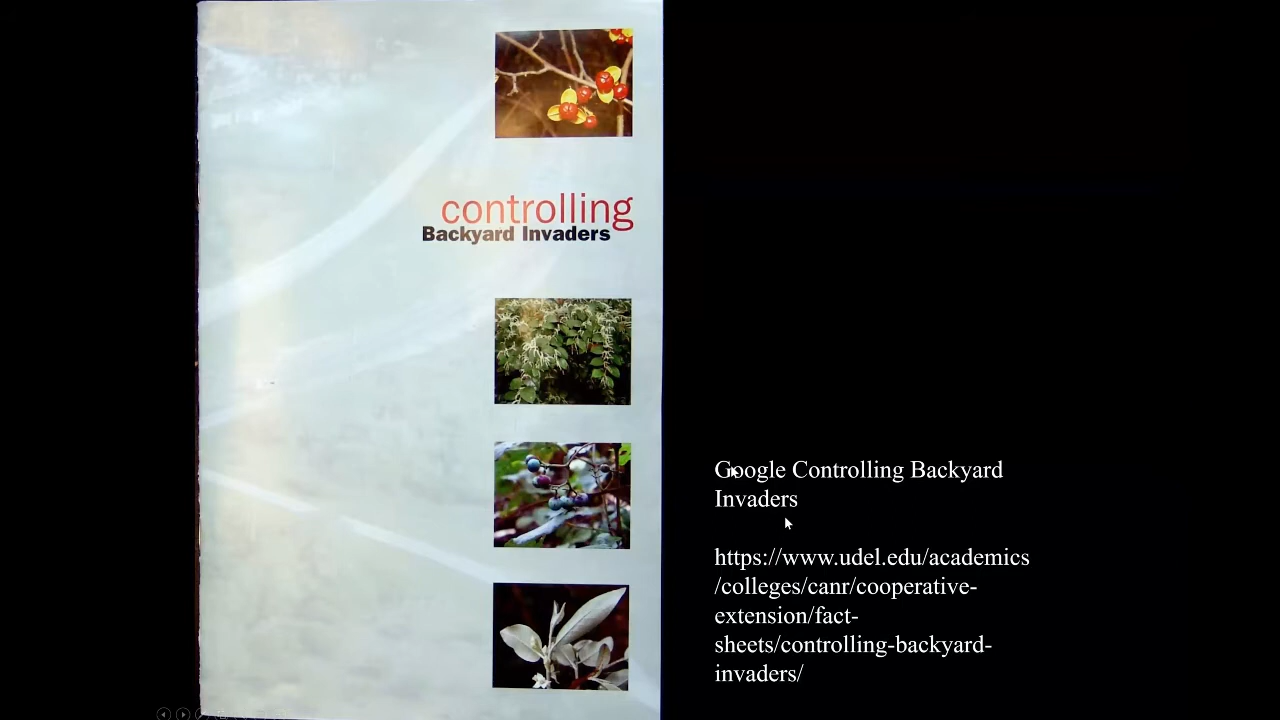 controlling
Backyard Invaders
Google Controlling Backyard
Invaders
https://www.udel.edu/academics
/colleges/canr/cooperative-
extension/fact-
sheets/controlling-backyard-
invaders/